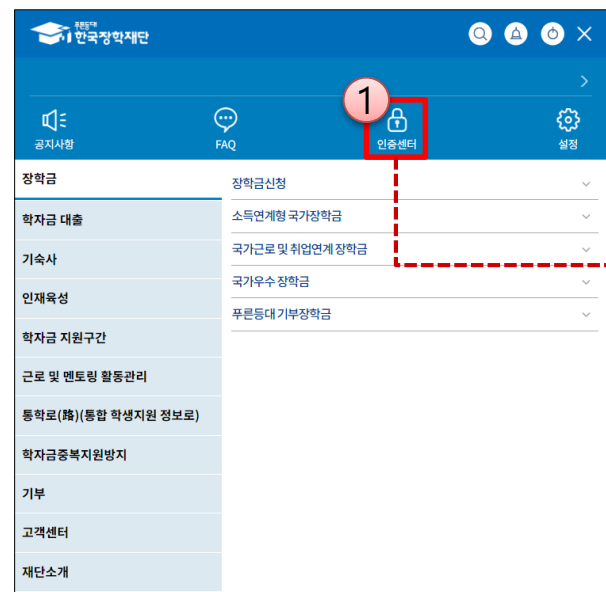 푸른등대
한국장학재단
1
공지사항
FAQ
인증센터
설정
장학금
학자금 대출
기숙사
인재육성
학자금 지원구간
근로 및 멘토링 활동관리
통학로(路)(통합 학생지원 정보로)
학자금중복지원방지
기부
고객센터
재단소개
장학금신청
소득연계형 국가장학금
국가근로 및 취업연계 장학금
국가우수 장학금
푸른등대 기부장학금